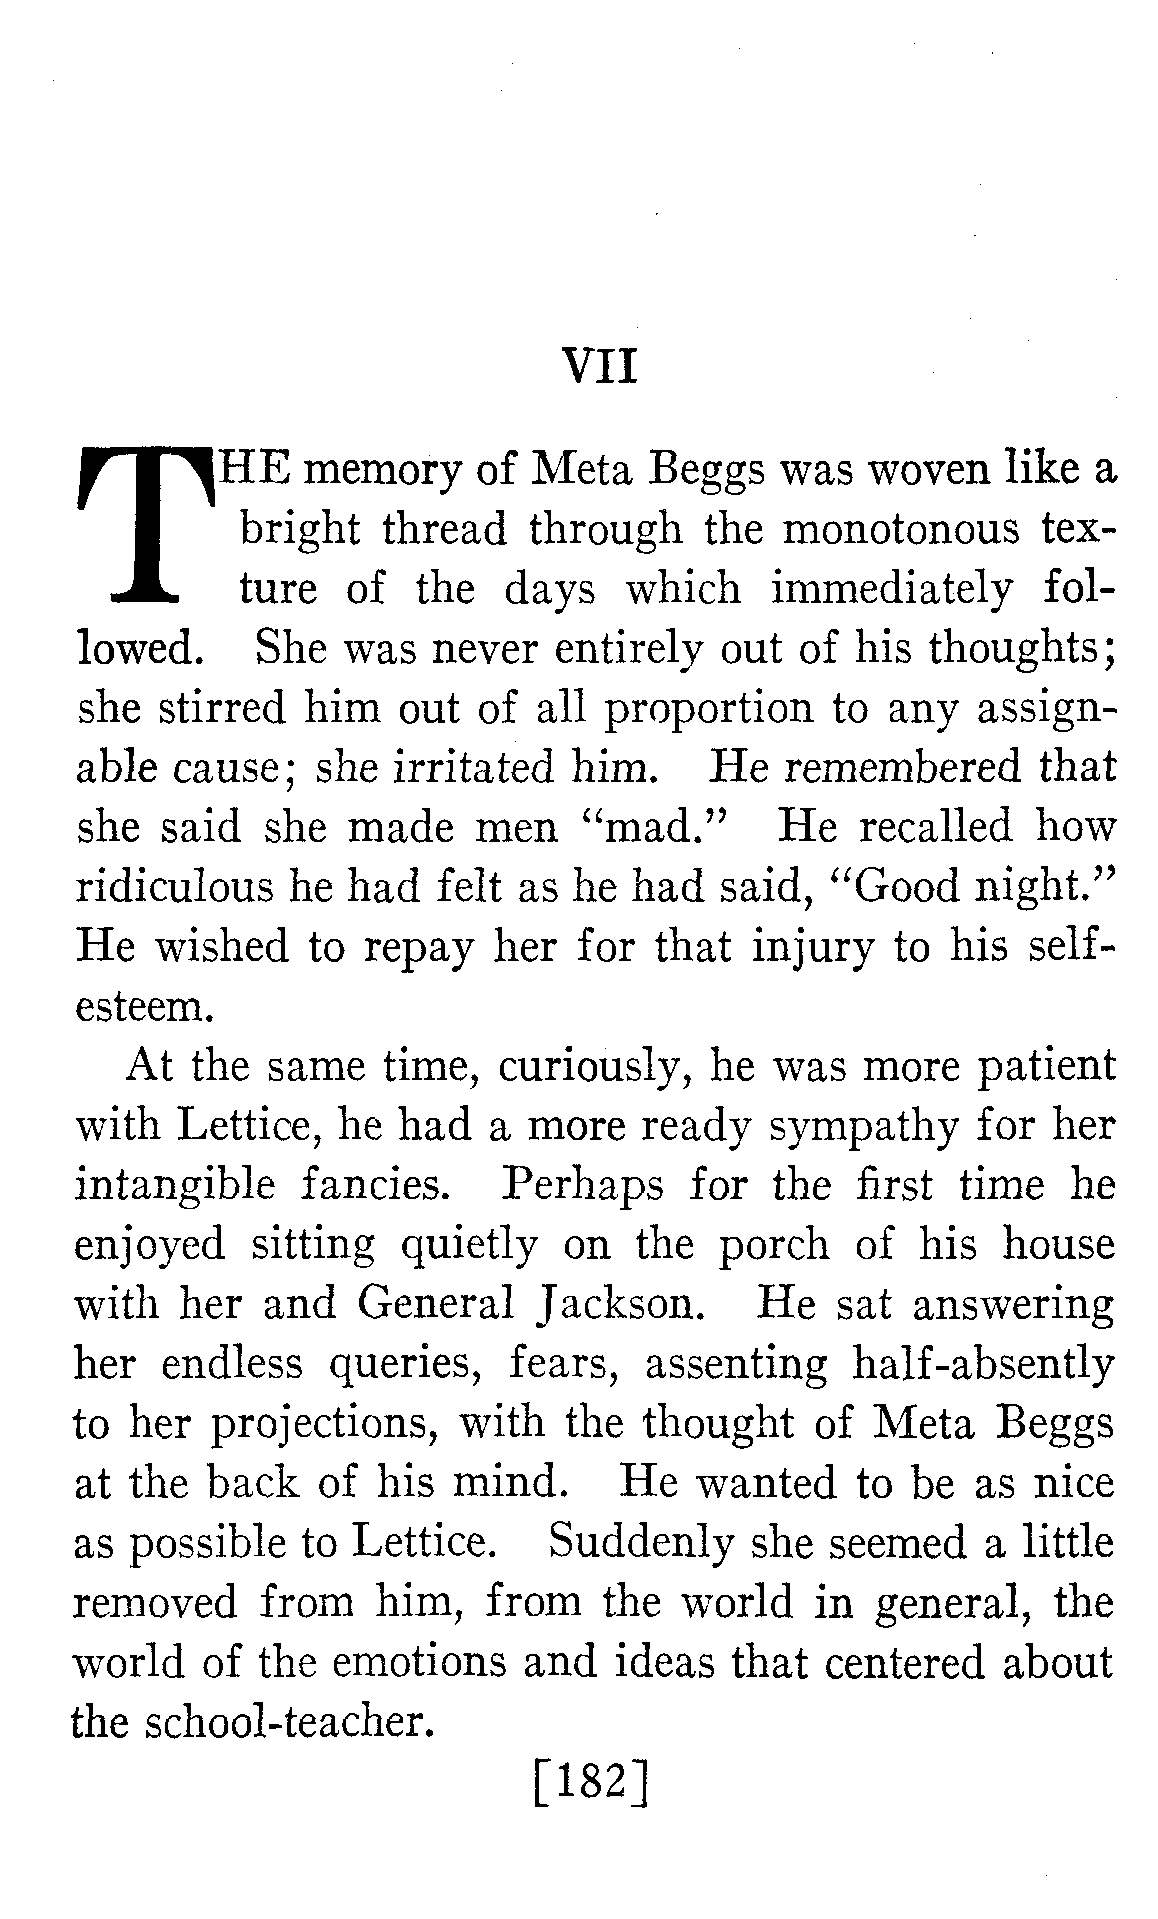 VII
THE memory of Meta Beggs was woven like a
bright thread through the monotonous tex-
ture of the days which immediately fol-
lowed. She was never entirely out of his thoughts;
she stirred him out of all proportion to any assign-
able cause; she irritated him. He remembered that
she said she made men “mad.” He recalled how
ridiculous he had felt as he had said, “Good night.”
He wished to repay her for that injury to his self-
esteem.
At the same time, curiously, he was more patient
with Lettice, he had a more ready sympathy for her
intangible fancies. Perhaps for the first time he
enjoyed sitting quietly on the porch of his house
with her and General Jackson. He sat answering
her endless queries, fears, assenting half-absently
to her projections, with the thought of Meta Beggs
at the back of his mind. He wanted to be as nice
as possible to Lettice. Suddenly she seemed a little
removed from him, from the world in general, the
world of the emotions and ideas that centered about
the school-teacher.
[182]